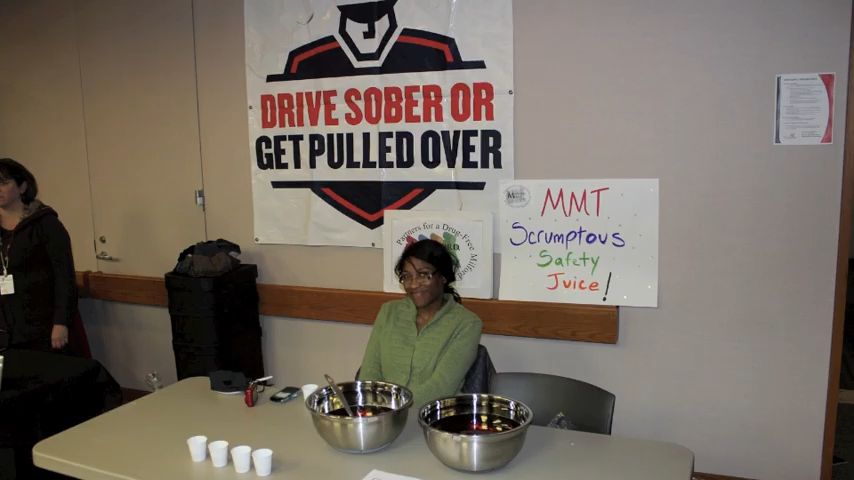 DRIVE SOBER OR
GET PULLED OVER
Partners for a Drug-Free Milford
MMT
Scrumptous
Safety
Juice!